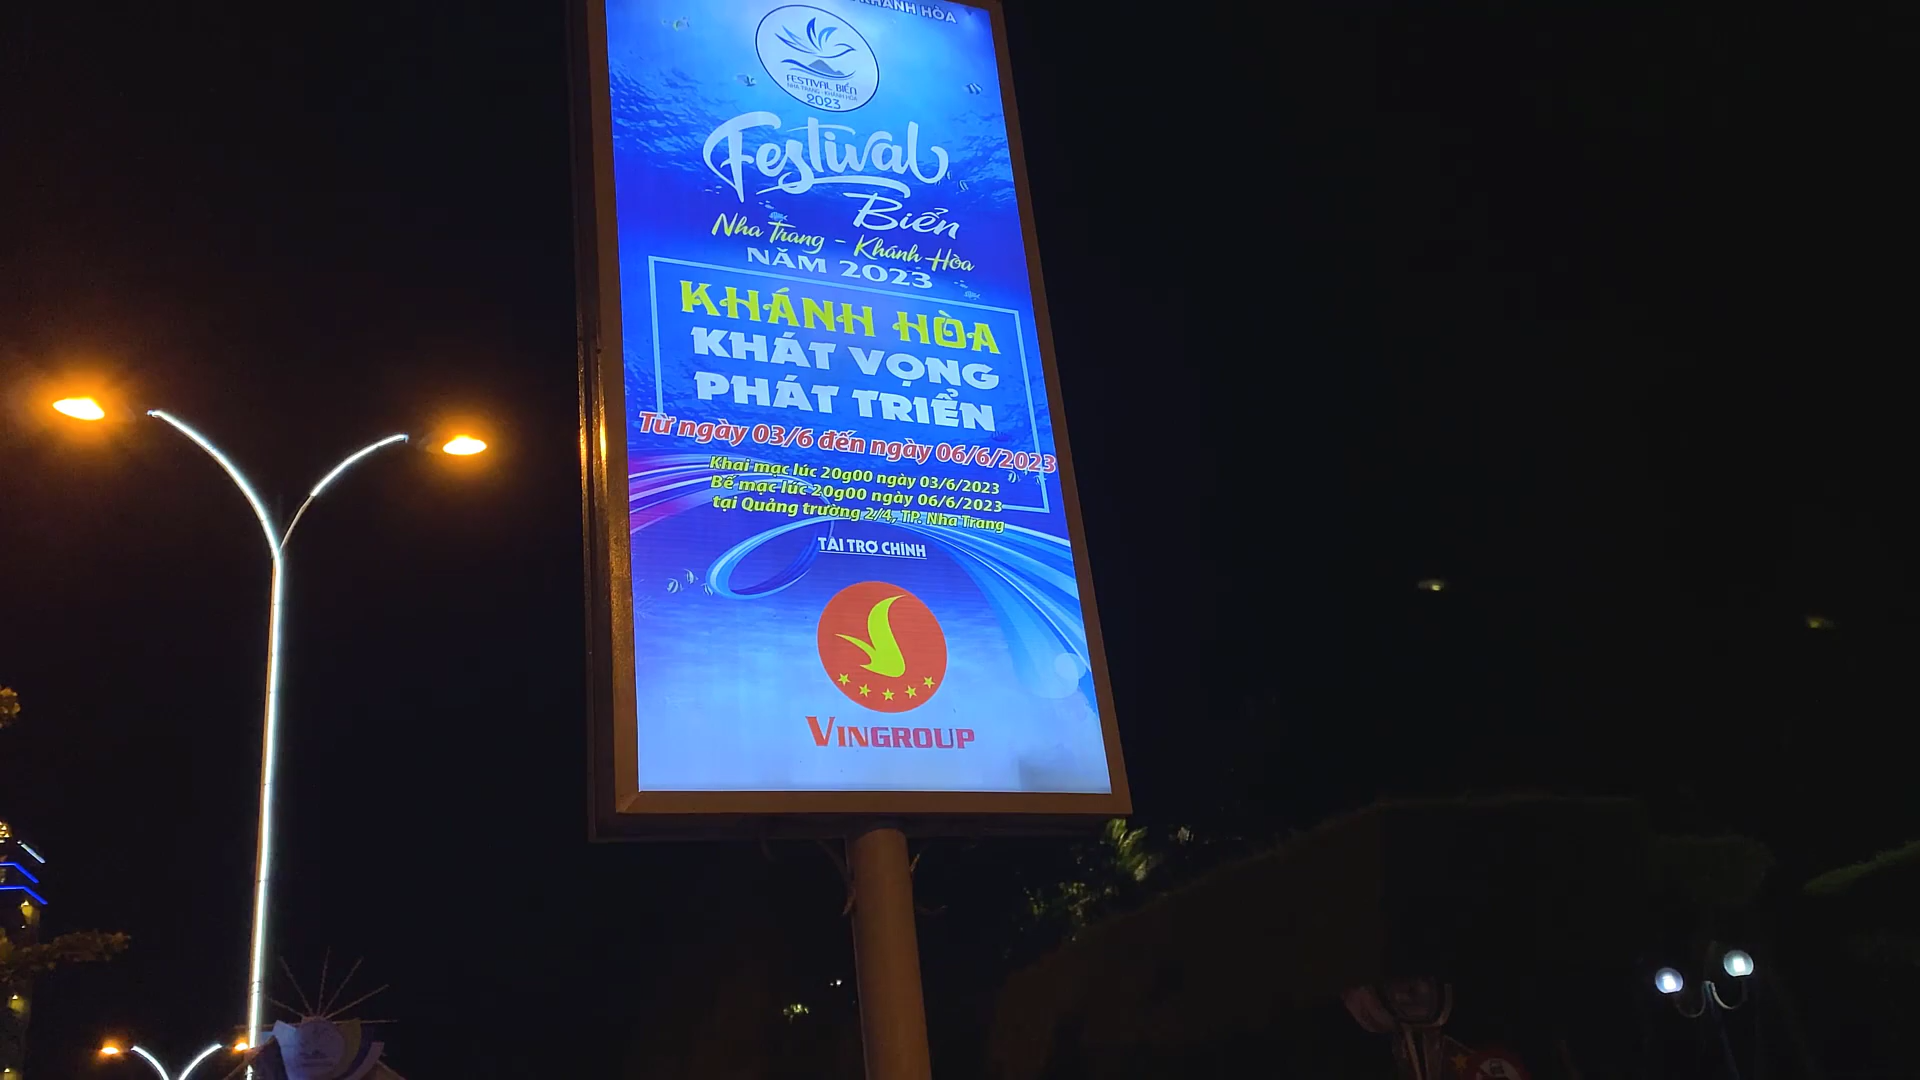 KHÁNH HÒA
FESTIVAL BIỂN
NHA TRANG - KHÁNH HÒA
2023
Festival
Biển
Nha Trang - Khánh Hòa
NĂM 2023
KHÁNH HÒA
KHÁT VỌNG
PHÁT TRIỂN
Từ ngày 03/6 đến ngày 06/6/2023
Khai mạc lúc 20g00 ngày 03/6/2023
Bế mạc lức 20g00 ngày 06/6/2023
tại Quảng trường 2/4, TP. Nha Trang
TÀI TRỢ CHÍNH
VINGROUP